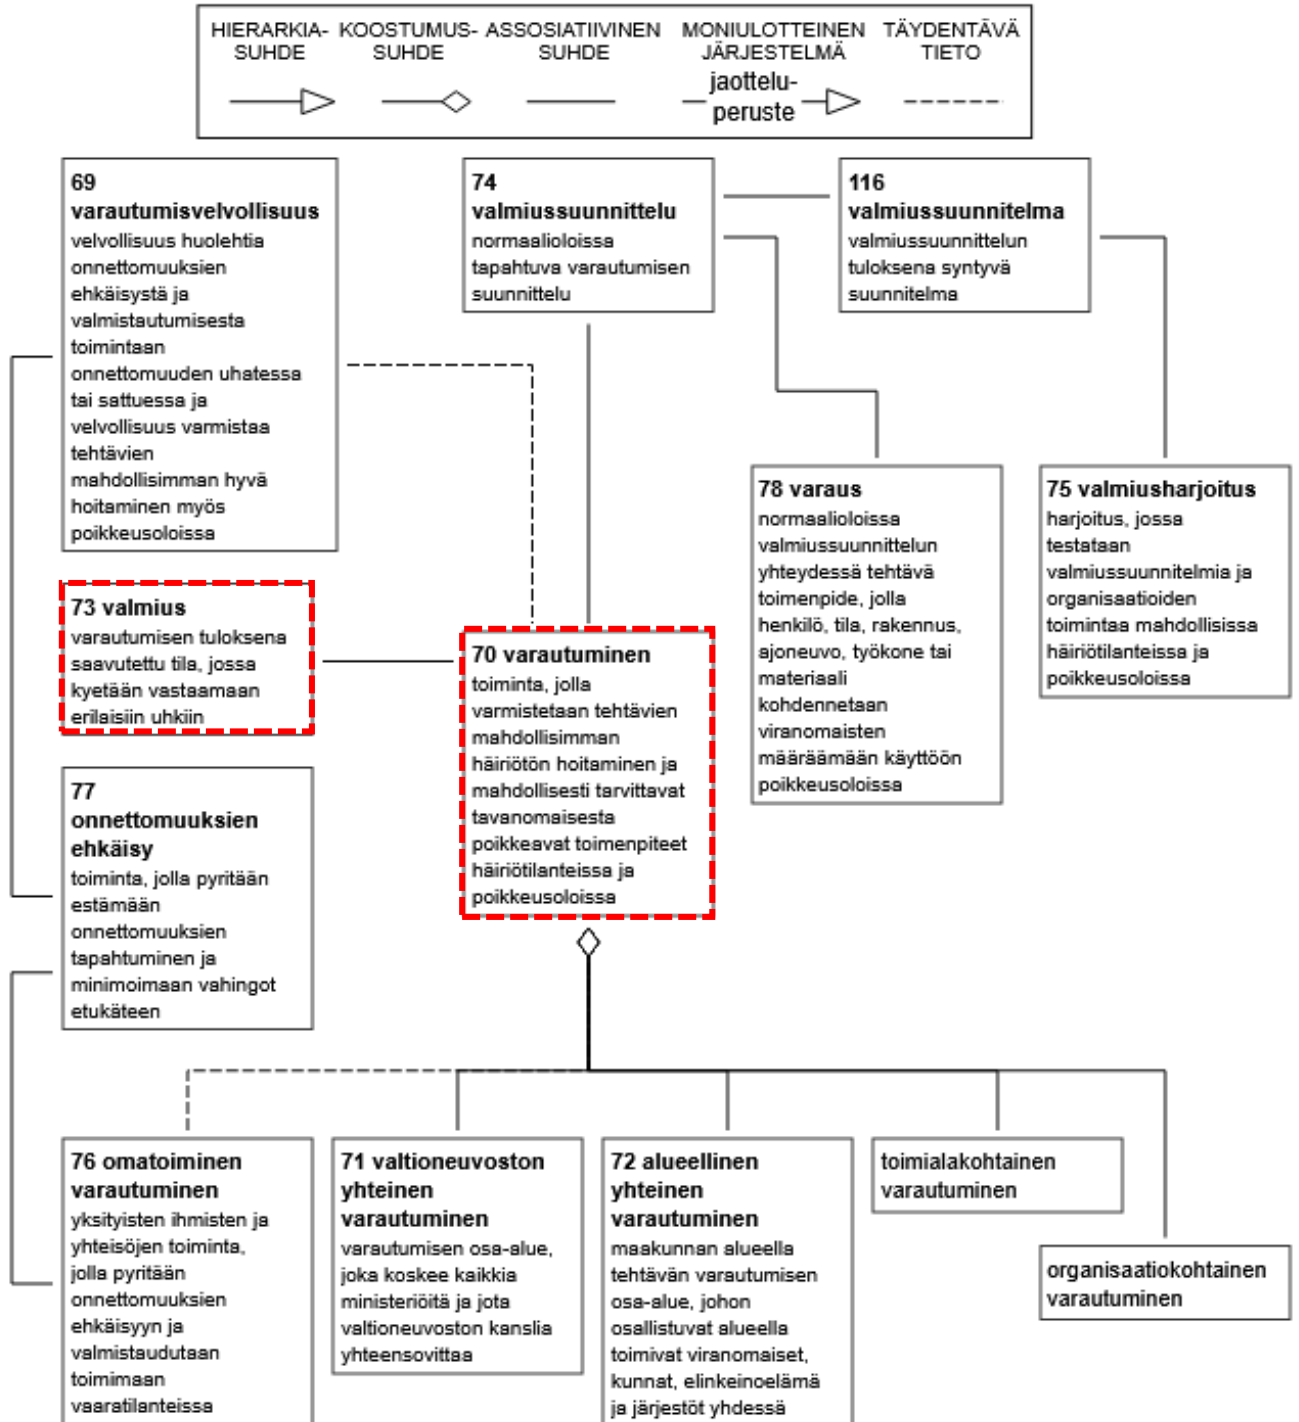 HIERARKIA-
SUHDE
KOOSTUMUS-
SUHDE
ASSOSIATIIVINEN
SUHDE
MONIULOTTEINEN
JÄRJESTELMÄ
TÄYDENTÄVÄ
TIETO
jaottelu-
peruste
69
varautumisvelvollisuus
velvollisuus huolehtia
onnettomuuksien
ehkäisystä ja
valmistautumisesta
toimintaan
onnettomuuden uhatessa
tai sattuessa ja
velvollisuus varmistaa
tehtävien
mahdollisimman hyvä
hoitaminen myös
poikkeusoloissa
74
valmiussuunnittelu
normaalioloissa
tapahtuva varautumisen
suunnittelu
116
valmiussuunnitelma
valmiussuunnittelun
tuloksena syntyvä
suunnitelma
78 varaus
normaalioloissa
valmiussuunnittelun
yhteydessä tehtävä
toimenpide, jolla
henkilö, tila, rakennus,
ajoneuvo, työkone tai
materiaali
kohdennetaan
viranomaisten
määräämään käyttöön
poikkeusoloissa
75 valmiusharjoitus
harjoitus, jossa
testataan
valmiussuunnitelmia ja
organisaatioiden
toimintaa mahdollisissa
häiriötilanteissa ja
poikkeusoloissa
73 valmius
varautumisen tuloksena
saavutettu tila, jossa
kyetään vastaamaan
erilaisiin uhkiin
70 varautuminen
toiminta, jolla
varmistetaan tehtävien
mahdollisimman
häiriötön hoitaminen ja
mahdollisesti tarvittavat
tavanomaisesta
poikkeavat toimenpiteet
häiriötilanteissa ja
poikkeusoloissa
77
onnettomuuksien
ehkäisy
toiminta, jolla pyritään
estämään
onnettomuuksien
tapahtuminen ja
minimoimaan vahingot
etukäteen
76 omatoiminen
varautuminen
yksityisten ihmisten ja
yhteisöjen toiminta,
jolla pyritään
onnettomuuksien
ehkäisyyn ja
valmistaudutaan
toimimaan
vaaratilanteissa
71 valtioneuvoston
yhteinen
varautuminen
varautumisen osa-alue,
joka koskee kaikkia
ministeriöitä ja jota
valtioneuvoston kanslia
yhteensovittaa
72 alueellinen
yhteinen
varautuminen
maakunnan alueella
tehtävän varautumisen
osa-alue, johon
osallistuvat alueella
toimivat viranomaiset,
kunnat, elinkeinoelämä
ja järjestöt yhdessä
toimialakohtainen
varautuminen
organisaatiokohtainen
varautuminen